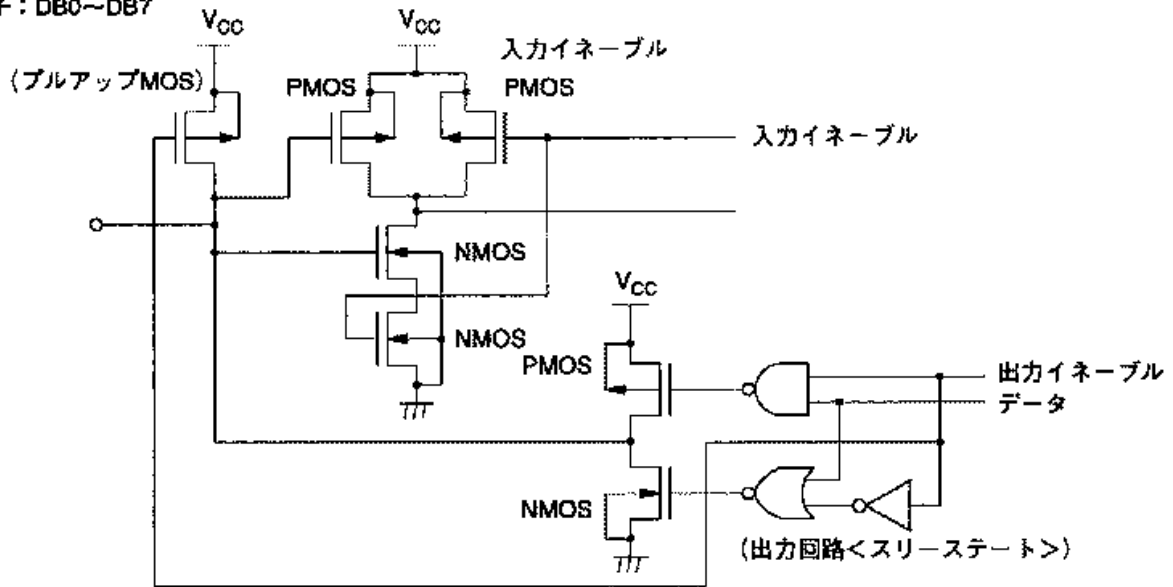 ：DB0～DB7
VCC
VCC
入力イネーブル
(プルアップMOS)
PMOS
PMOS
入力イネーブル
NMOS
NMOS
VCC
PMOS
出力イネーブル
データ
NMOS
(出力回路<スリーステート>)